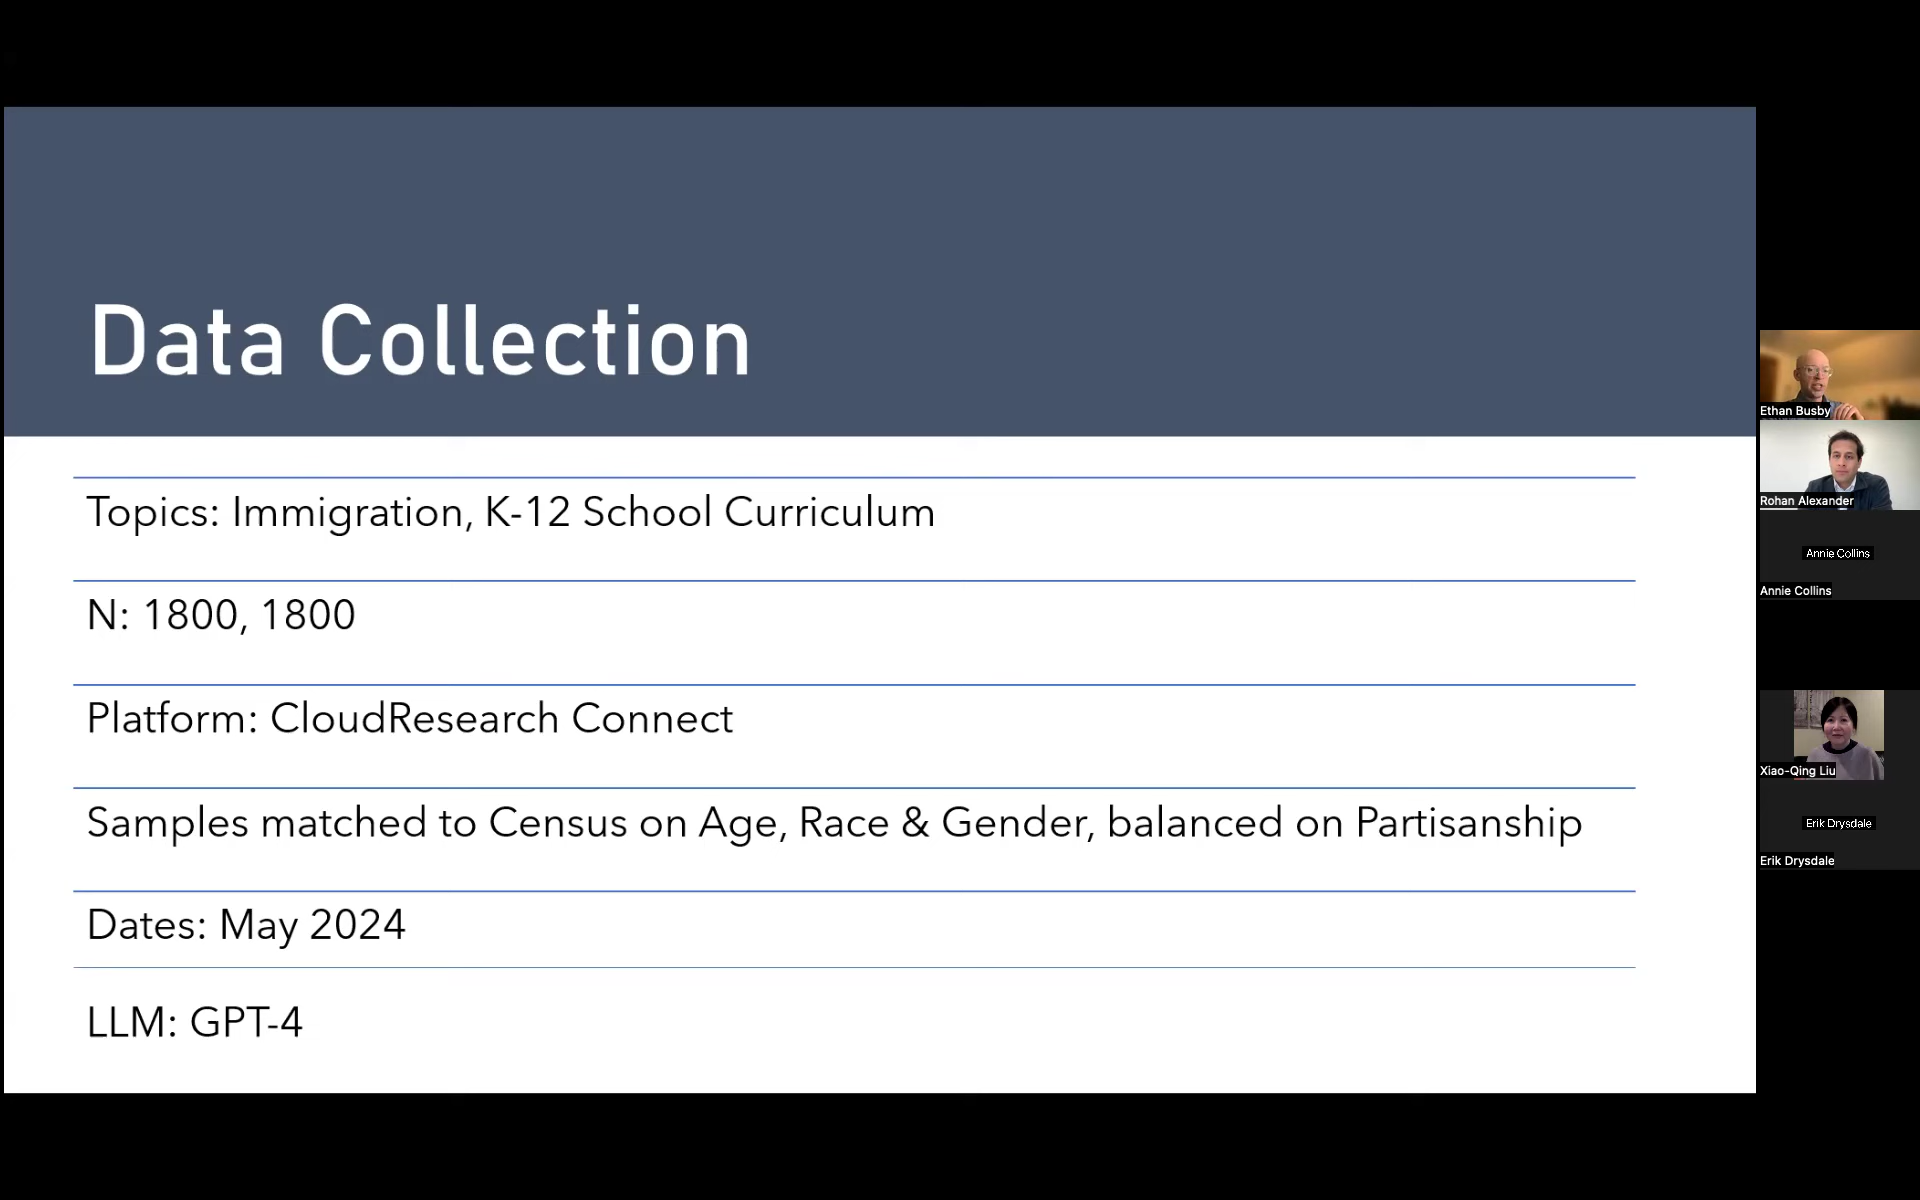 Data Collection
Topics: Immigration, K-12 School Curriculum
N: 1800, 1800
Platform: CloudResearch Connect
Samples matched to Census on Age, Race & Gender, balanced on Partisanship
Dates: May 2024
LLM: GPT-4
Ethan Busby
Rohan Alexander
Annie Collins
Annie Collins
Xiao-Qing Liu
Erik Drysdale
Erik Drysdale